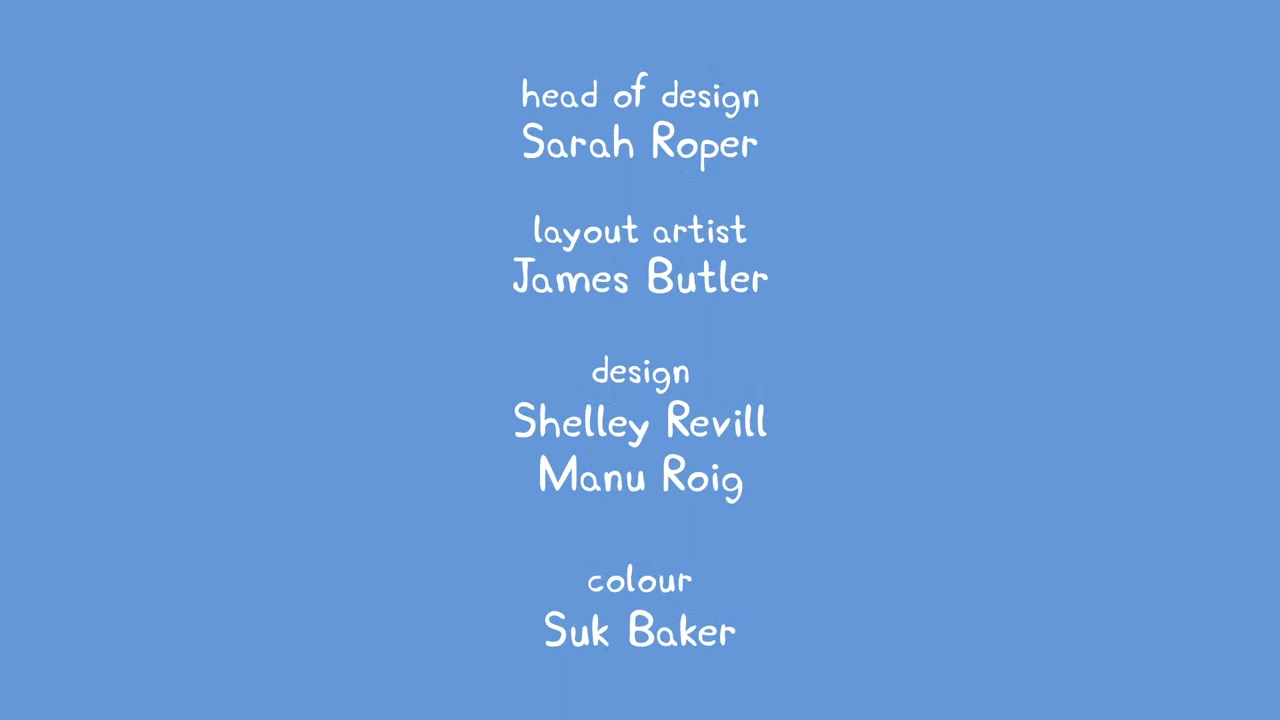 head of design
Sarah Roper
layout artist
James Butler
design
Shelley Revill
Manu Roig
colour
Suk Baker